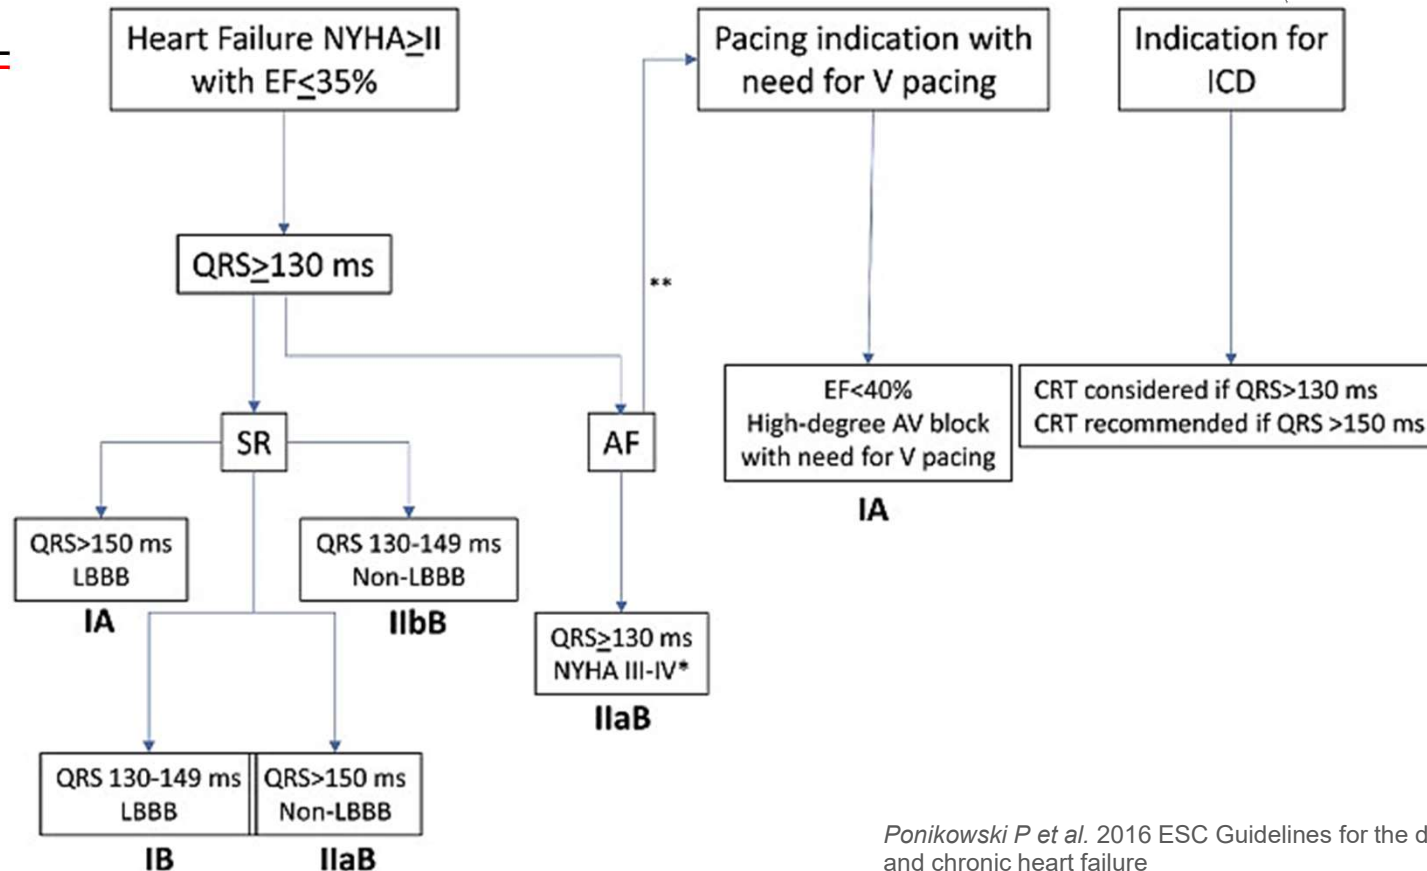 Heart Failure NYHA≥II
with EF≤35%
Pacing indication with
need for V pacing
Indication for
ICD
QRS≥130 ms
**
SR
AF
EF<40%
High-degree AV block
with need for V pacing
IA
CRT considered if QRS>130 ms
CRT recommended if QRS >150 ms
QRS>150 ms
LBBB
IA
QRS 130-149 ms
Non-LBBB
IIbB
QRS≥130 ms
NYHA III-IV*
IIaB
QRS 130-149 ms
LBBB
IB
QRS>150 ms
Non-LBBB
IIaB
Ponikowski P et al. 2016 ESC Guidelines for the d
and chronic heart failure